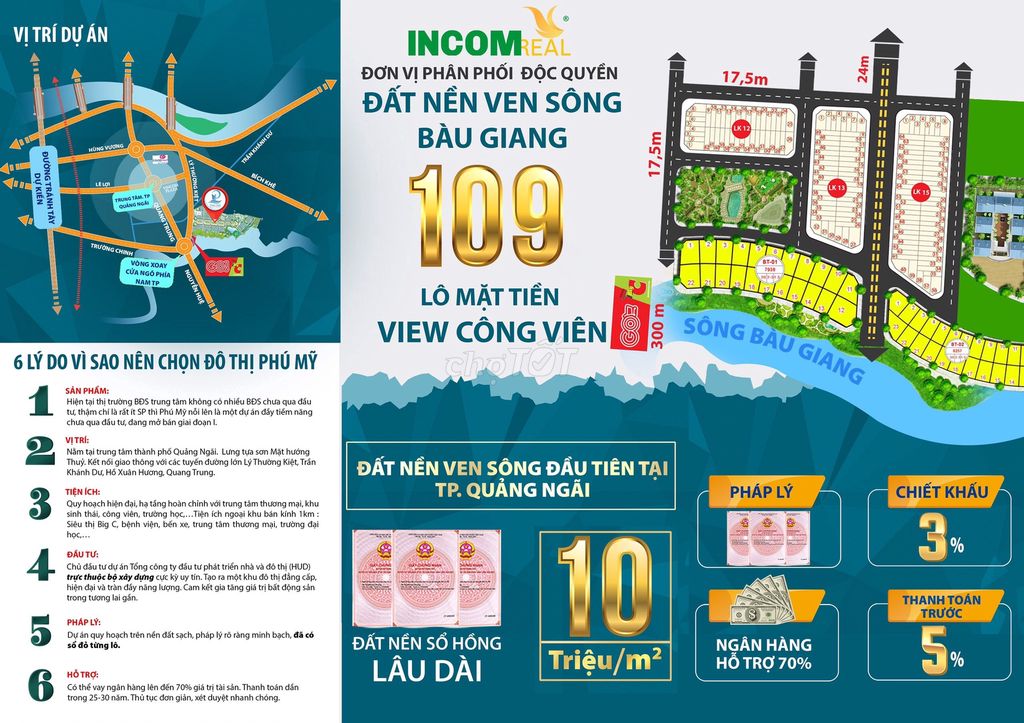 VỊ TRÍ DỰ ÁN
ĐƯỜNG TRÁNH TÂY
DỰ KIẾN
HÙNG VƯƠNG
LÊ LỢI
TRƯỜNG CHINH
TRUNG TÂM. TP
QUẢNG NGÃI
VINCOM
PLAZA
LÝ THƯỜNG KIỆT
QUANG TRUNG
TRẦN KHÁNH DƯ
BÍCH KHÊ
NGUYỄN HUỆ
VÒNG XOAY
CỬA NGÕ PHÍA
NAM TP
GO!
6 LÝ DO VÌ SAO NÊN CHỌN ĐÔ THỊ PHÚ MỸ
1
SẢN PHẨM:
Hiện tại thị trường BĐS trung tâm không có nhiều BĐS chưa qua đầu
tư, thậm chí là rất ít SP thì Phú Mỹ nổi lên là một dự án đầy tiềm năng
chưa qua đầu tư, đang mở bán giai đoạn I.
2
VỊ TRÍ:
Nằm tại trung tâm thành phố Quảng Ngãi. Lưng tựa sơn Mặt hướng
Thuỷ. Kết nối giao thông với các tuyến đường lớn Lý Thường Kiệt, Trần
Khánh Dư, Hồ Xuân Hương, Quang Trung.
3
TIỆN ÍCH:
Quy hoạch hiện đại, hạ tầng hoàn chỉnh với trung tâm thương mại, khu
sinh thái, công viên, trường học,...Tiện ích ngoại khu bán kính 1km :
Siêu thị Big C, bệnh viện, bến xe, trung tâm thương mại, trường đại
học,...
4
ĐẦU TƯ:
Chủ đầu tư dự án Tổng công ty đầu tư phát triển nhà và đô thị (HUD)
trực thuộc bộ xây dựng cực kỳ uy tín. Tạo ra một khu đô thị đẳng cấp,
hiện đại và tràn đầy năng lượng. Cam kết gia tăng giá trị bất động sản
trong tương lai gần.
5
PHÁP LÝ:
Dự án quy hoạch trên nền đất sạch, pháp lý rõ ràng minh bạch, đã có
sổ đỏ từng lô.
6
HỖ TRỢ:
Có thể vay ngân hàng lên đến 70% giá trị tài sản. Thanh toán dần
trong 25-30 năm. Thủ tục đơn giản, xét duyệt nhanh chóng.
INCOMREAL
®
ĐƠN VỊ PHÂN PHỐI ĐỘC QUYỀN
ĐẤT NỀN VEN SÔNG
BÀU GIANG
109
LÔ MẶT TIỀN
VIEW CÔNG VIÊN
chợTỐT
17,5m
17,5m
24m
LK 12
LK 13
LK 15
BT-01
7939
BT-02
6257
GO!
300 m
SÔNG BÀU GIANG
ĐẤT NỀN VEN SÔNG ĐẦU TIÊN TẠI
TP. QUẢNG NGÃI
ĐẤT NỀN SỔ HỒNG
LÂU DÀI
10
Triệu/m²
PHÁP LÝ
CHIẾT KHẤU
3%
NGÂN HÀNG
HỖ TRỢ 70%
THANH TOÁN
TRƯỚC
5%